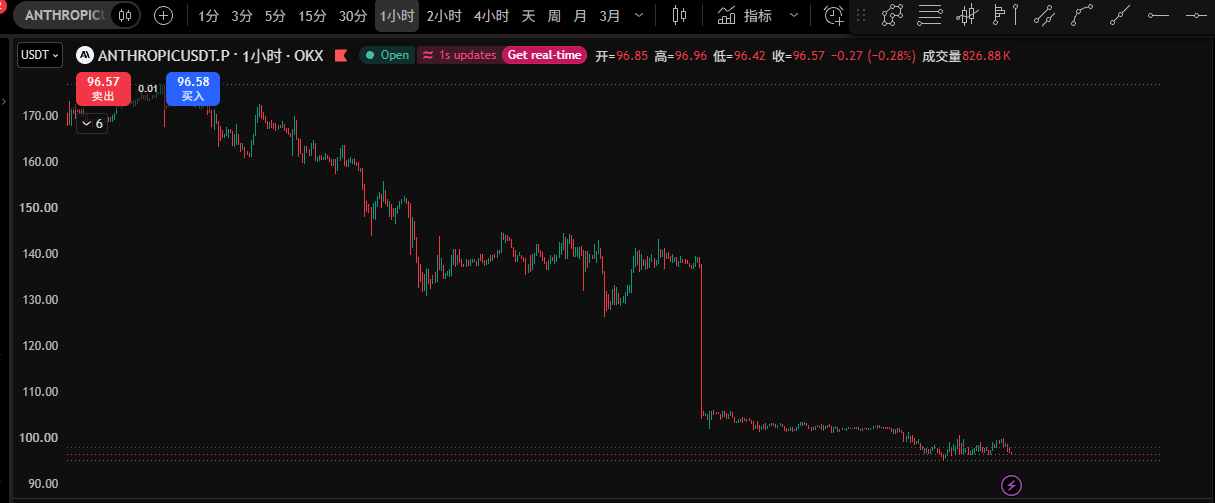 ANTHROPICU 1分 3分 5分 15分 30分 1小时 2小时 4小时 天 周 月 3月 指标
USDT ANTHROPICUSDT.P · 1小时 · OKX Open 1s updates Get real-time 开=96.85 高=96.96 低=96.42 收=96.57 −0.27 (−0.28%) 成交量826.88 K
96.57 0.01 96.58
卖出 买入
6
170.00
160.00
150.00
140.00
130.00
120.00
110.00
100.00
90.00